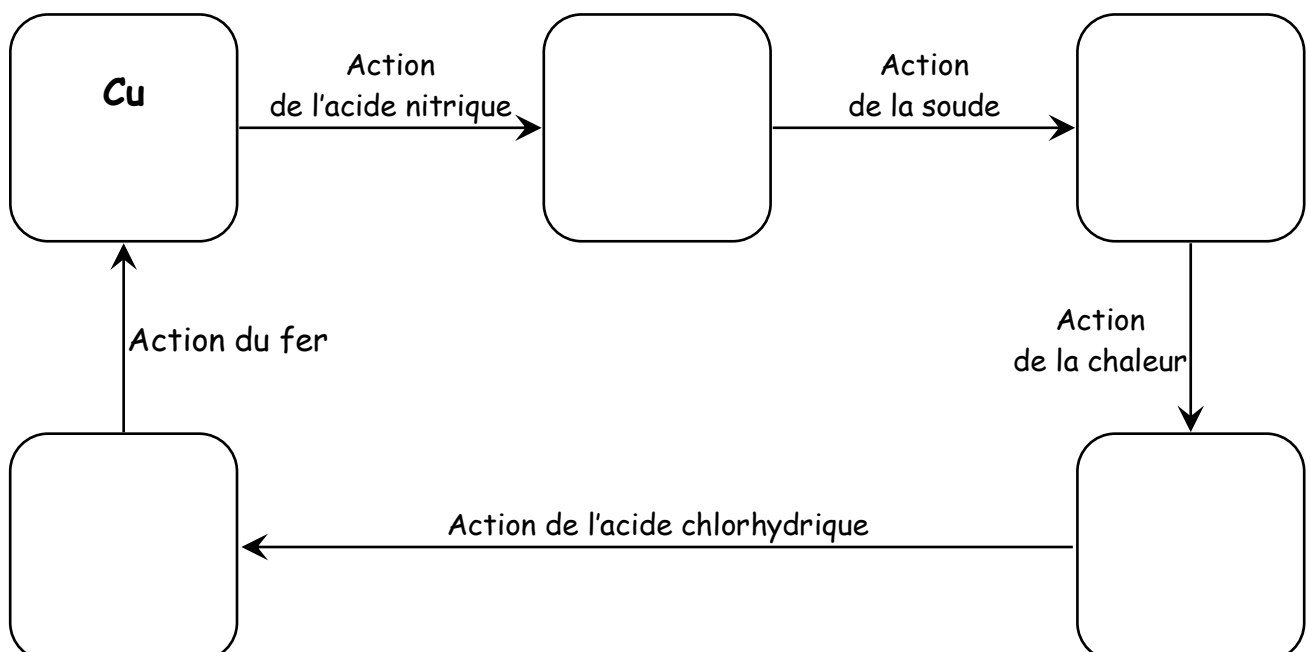 Cu
Action
de l’acide nitrique
Action
de la soude
Action du fer
Action
de la chaleur
Action de l’acide chlorhydrique